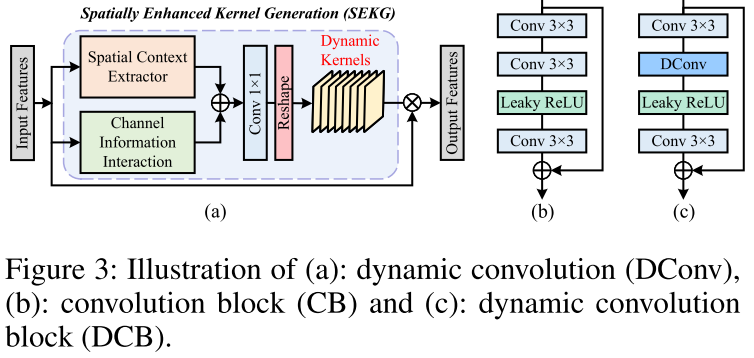 Spatially Enhanced Kernel Generation (SEKG)
Input Features
Spatial Context
Extractor
Channel
Information
Interaction
Conv 1×1
Reshape
Dynamic
Kernels
Output Features
(a)
Conv 3×3
Conv 3×3
Leaky ReLU
Conv 3×3
(b)
Conv 3×3
DConv
Leaky ReLU
Conv 3×3
(c)
Figure 3: Illustration of (a): dynamic convolution (DConv),
(b): convolution block (CB) and (c): dynamic convolution
block (DCB).